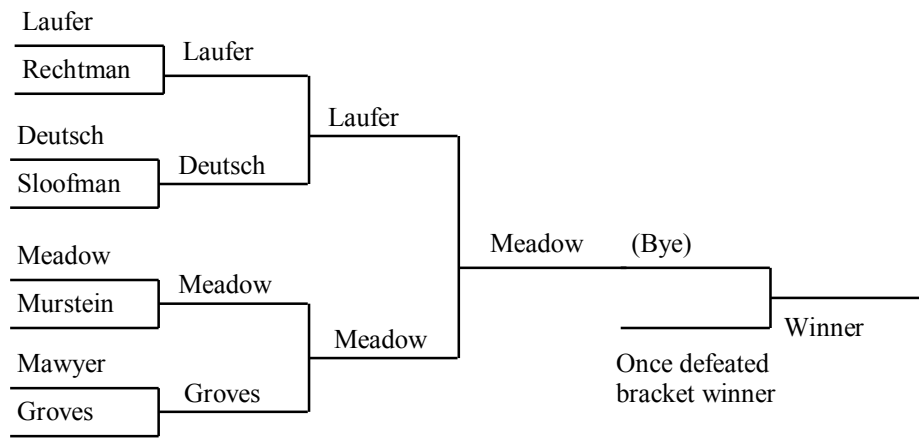 Laufer
Rechtman
Laufer
Deutsch
Sloofman
Deutsch
Laufer
Meadow
Murstein
Meadow
Mawyer
Groves
Groves
Meadow
Meadow
(Bye)
Once defeated
bracket winner
Winner